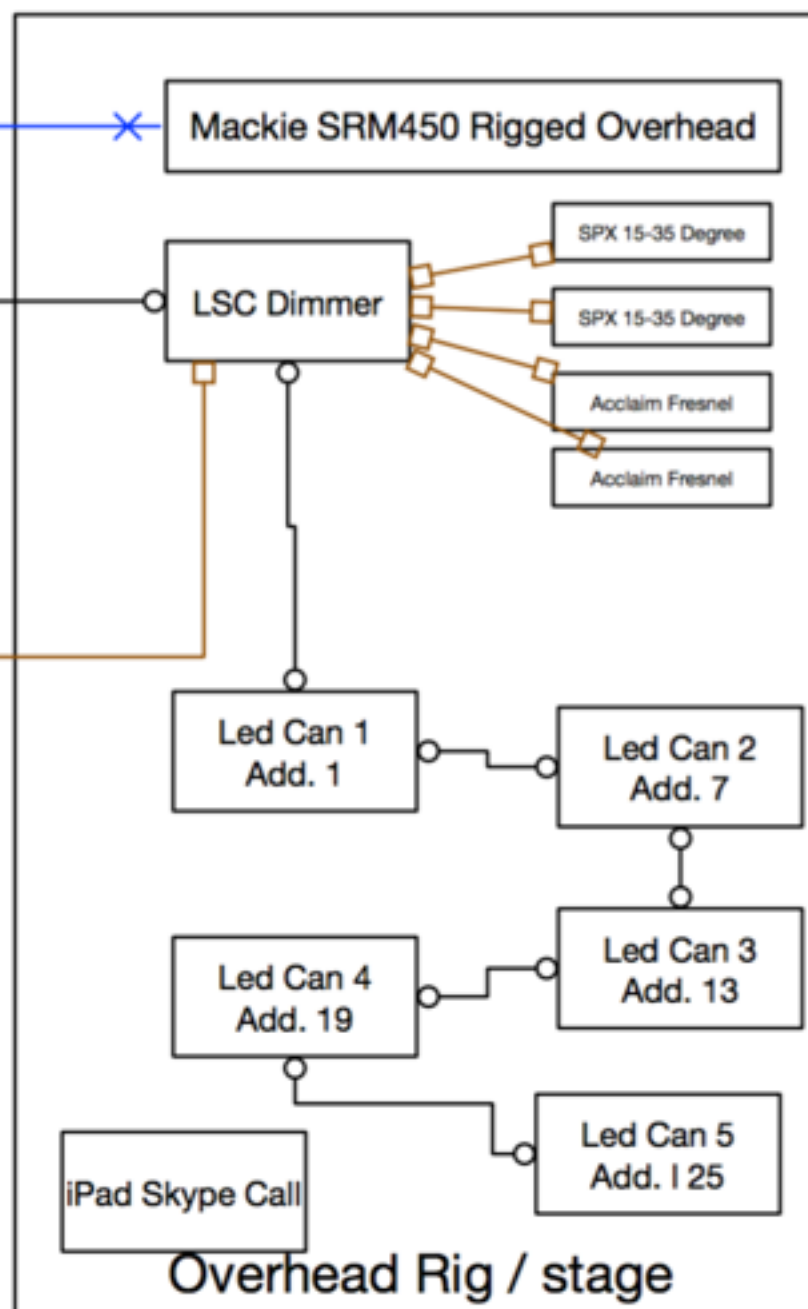 Mackie SRM450 Rigged Overhead
SPX 15-35 Degree
LSC Dimmer
SPX 15-35 Degree
Acclaim Fresnel
Acclaim Fresnel
Led Can 1
Add. 1
Led Can 2
Add. 7
Led Can 3
Add. 13
Led Can 4
Add. 19
Led Can 5
Add. l 25
iPad Skype Call
Overhead Rig / stage